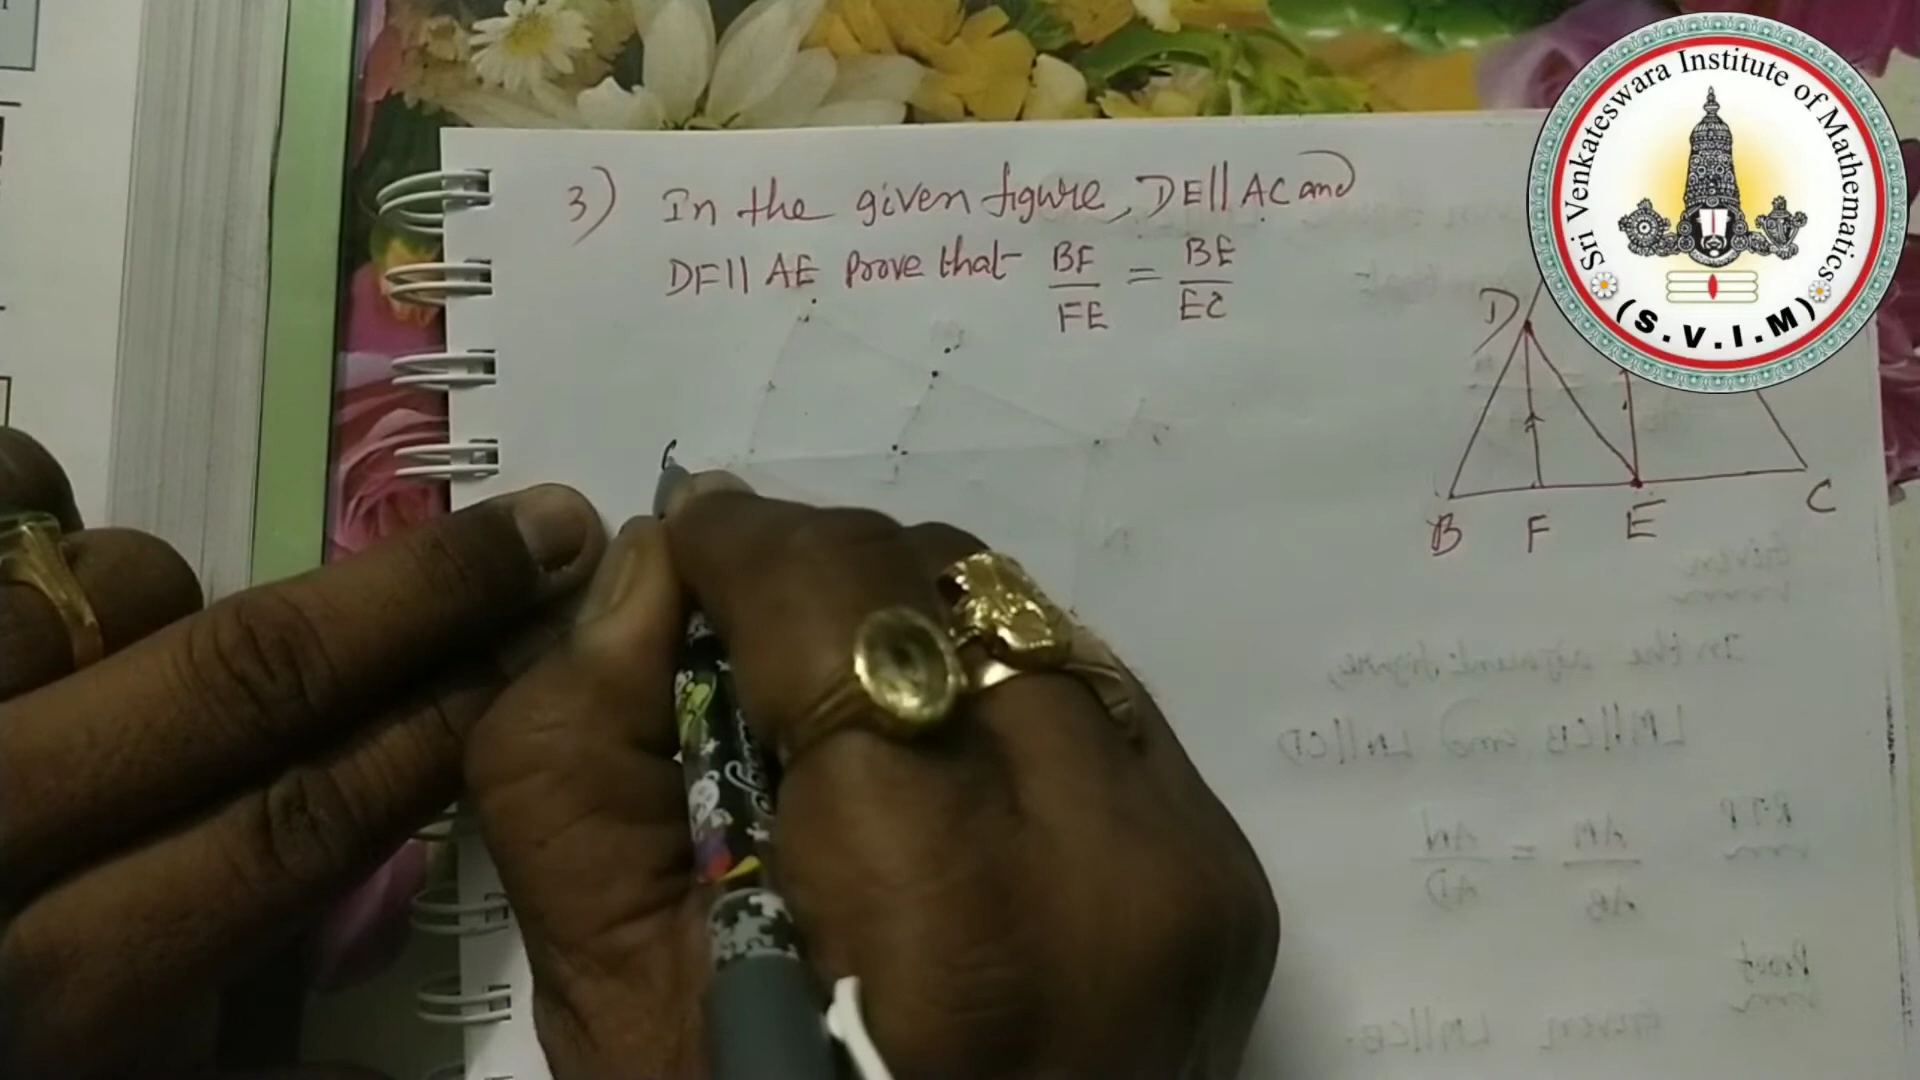 3) In the given figure, DE || AC and
DF || AE Prove that BF/FE = BE/EC
D
B F E C
Sri Venkateswara Institute of Mathematics
(S.V.I.M)